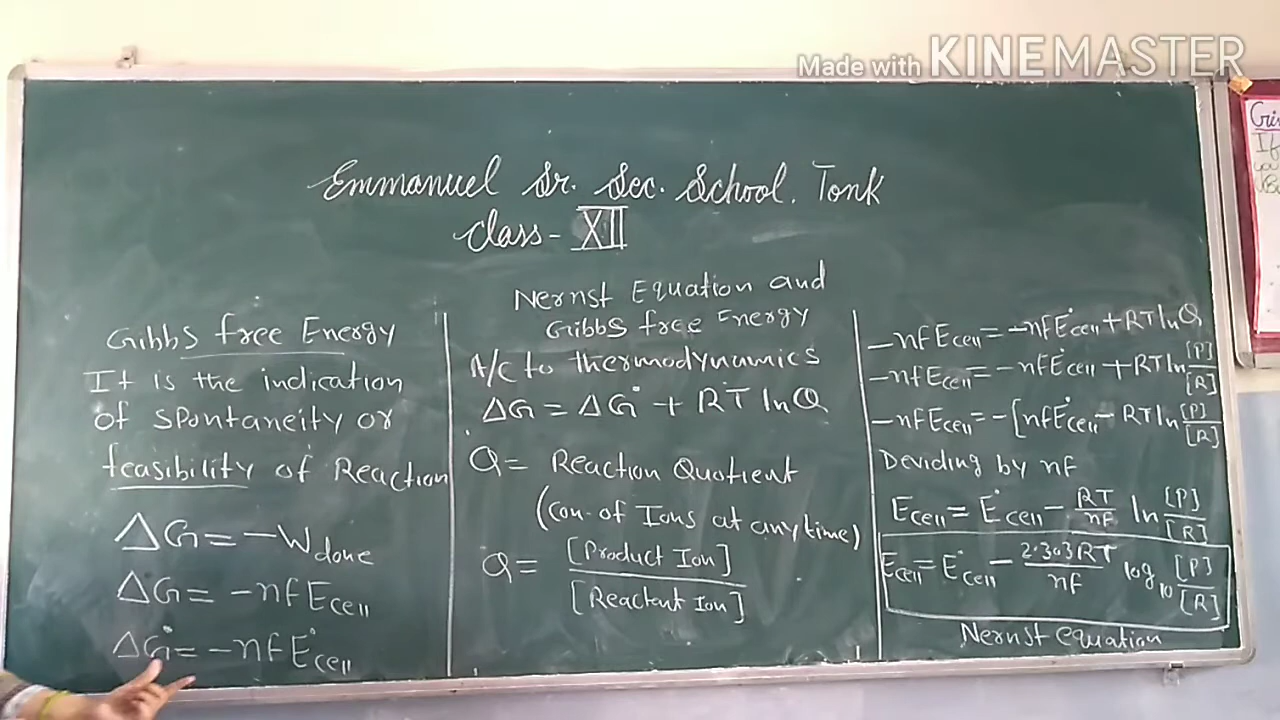 Made with KINEMASTER
Emmanuel Sr. Sec. School. Tonk
Class - XII
Gibbs free Energy
It is the indication
of spontaneity or
feasibility of Reaction
ΔG = -Wdone
ΔG = -nfEcell
ΔG° = -nfE°cell
Nernst Equation and
Gibbs free Energy
A/c to thermodynamics
ΔG = ΔG° + RT lnQ
Q = Reaction Quotient
(con. of Ions at anytime)
Q = [Product Ion] / [Reactant Ion]
-nfEcell = -nfE°cell + RT lnQ
-nfEcell = -nfE°cell + RT ln [P]/[R]
-nfEcell = -[nfE°cell - RT ln [P]/[R]
Deviding by nf
Ecell = E°cell - RT/nf ln [P]/[R]
Ecell = E°cell - 2.303RT/nf log10 [P]/[R]
Nernst equation
If
you